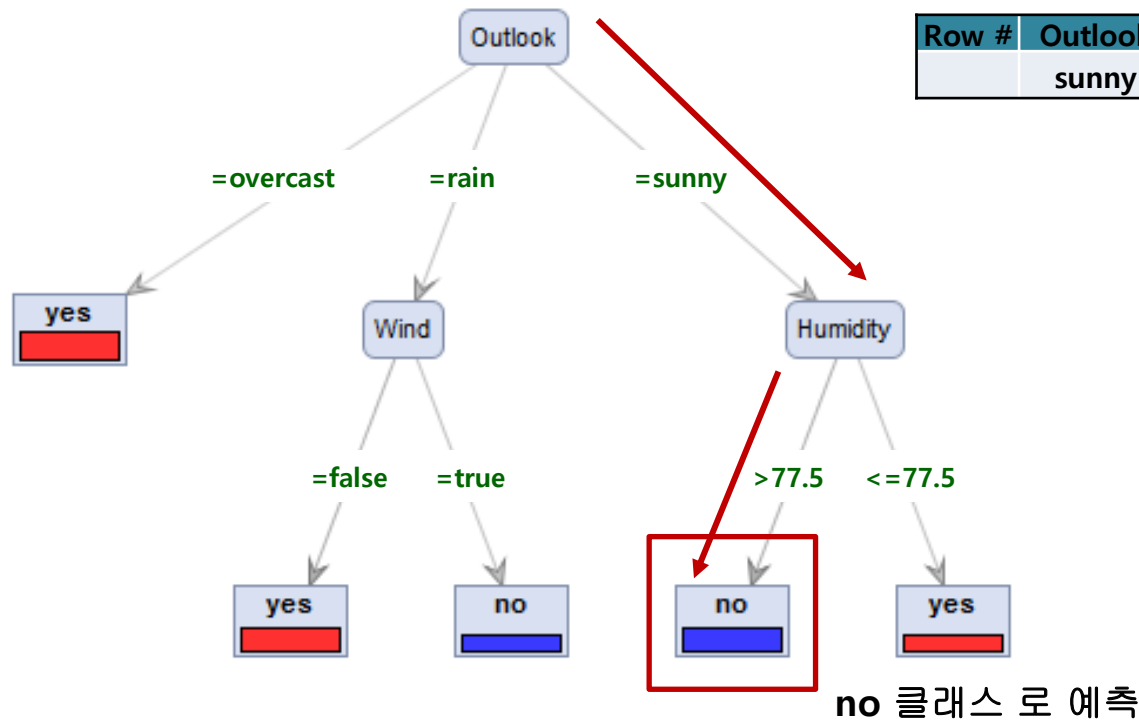 Outlook
Row # Outlook
sunny
=overcast =rain =sunny
yes
Wind
Humidity
=false =true >77.5 <=77.5
yes no no yes
no 클래스 로 예측